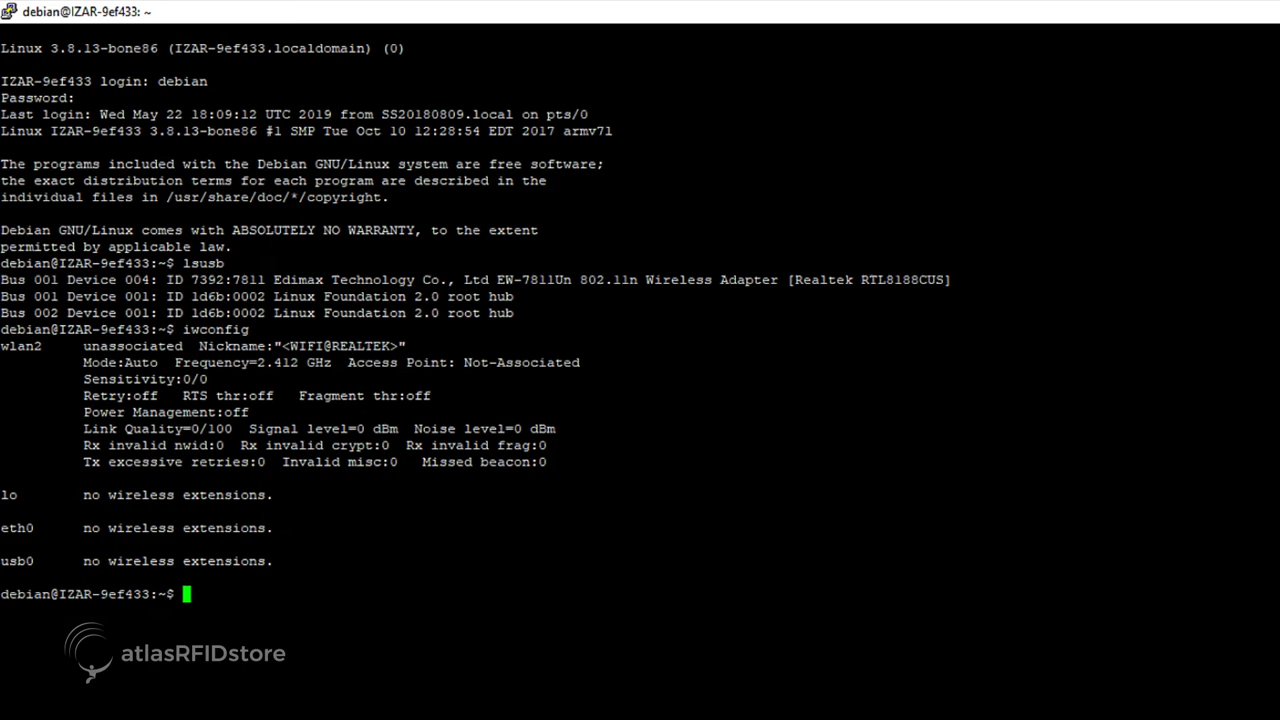 debian@IZAR-9ef433: ~
Linux 3.8.13-bone86 (IZAR-9ef433.localdomain) (0)
IZAR-9ef433 login: debian
Password:
Last login: Wed May 22 18:09:12 UTC 2019 from SS20180809.local on pts/0
Linux IZAR-9ef433 3.8.13-bone86 #1 SMP Tue Oct 10 12:28:54 EDT 2017 armv7l
The programs included with the Debian GNU/Linux system are free software;
the exact distribution terms for each program are described in the
individual files in /usr/share/doc/*/copyright.
Debian GNU/Linux comes with ABSOLUTELY NO WARRANTY, to the extent
permitted by applicable law.
debian@IZAR-9ef433:~$ lsusb
Bus 001 Device 004: ID 7392:7811 Edimax Technology Co., Ltd EW-7811Un 802.11n Wireless Adapter [Realtek RTL8188CUS]
Bus 001 Device 001: ID 1d6b:0002 Linux Foundation 2.0 root hub
Bus 002 Device 001: ID 1d6b:0002 Linux Foundation 2.0 root hub
debian@IZAR-9ef433:~$ iwconfig
wlan2     unassociated  Nickname:"<WIFI@REALTEK>"
Mode:Auto  Frequency=2.412 GHz  Access Point: Not-Associated
Sensitivity:0/0
Retry:off   RTS thr:off   Fragment thr:off
Power Management:off
Link Quality=0/100  Signal level=0 dBm  Noise level=0 dBm
Rx invalid nwid:0  Rx invalid crypt:0  Rx invalid frag:0
Tx excessive retries:0  Invalid misc:0   Missed beacon:0
lo        no wireless extensions.
eth0      no wireless extensions.
usb0      no wireless extensions.
debian@IZAR-9ef433:~$
atlasRFIDstore